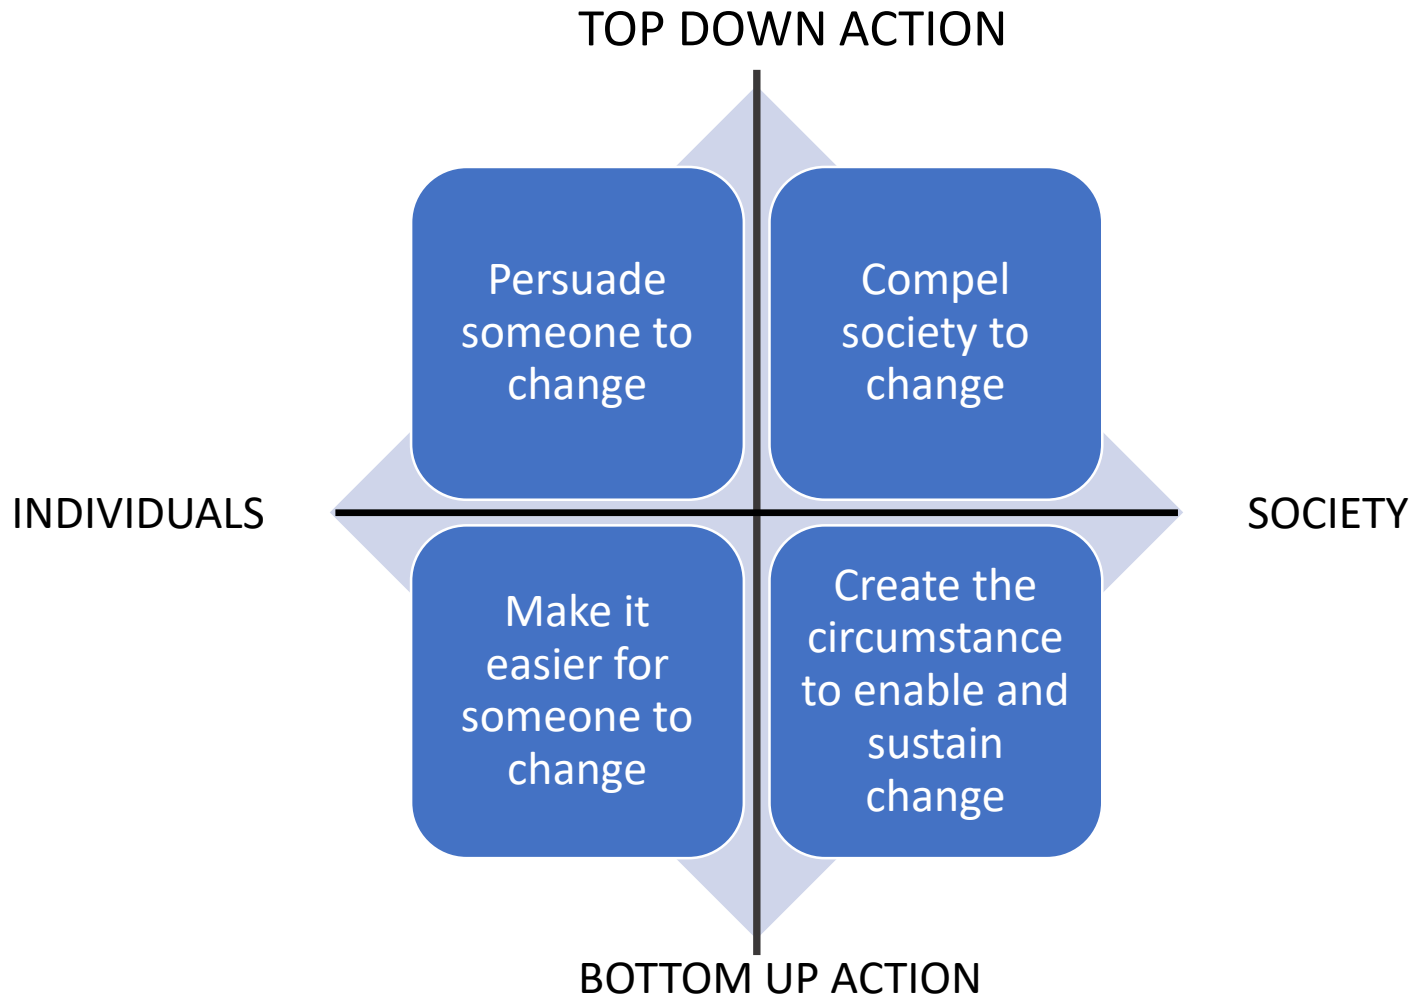 TOP DOWN ACTION
Persuade
someone to
change
Compel
society to
change
INDIVIDUALS
SOCIETY
Make it
easier for
someone to
change
Create the
circumstance
to enable and
sustain
change
BOTTOM UP ACTION